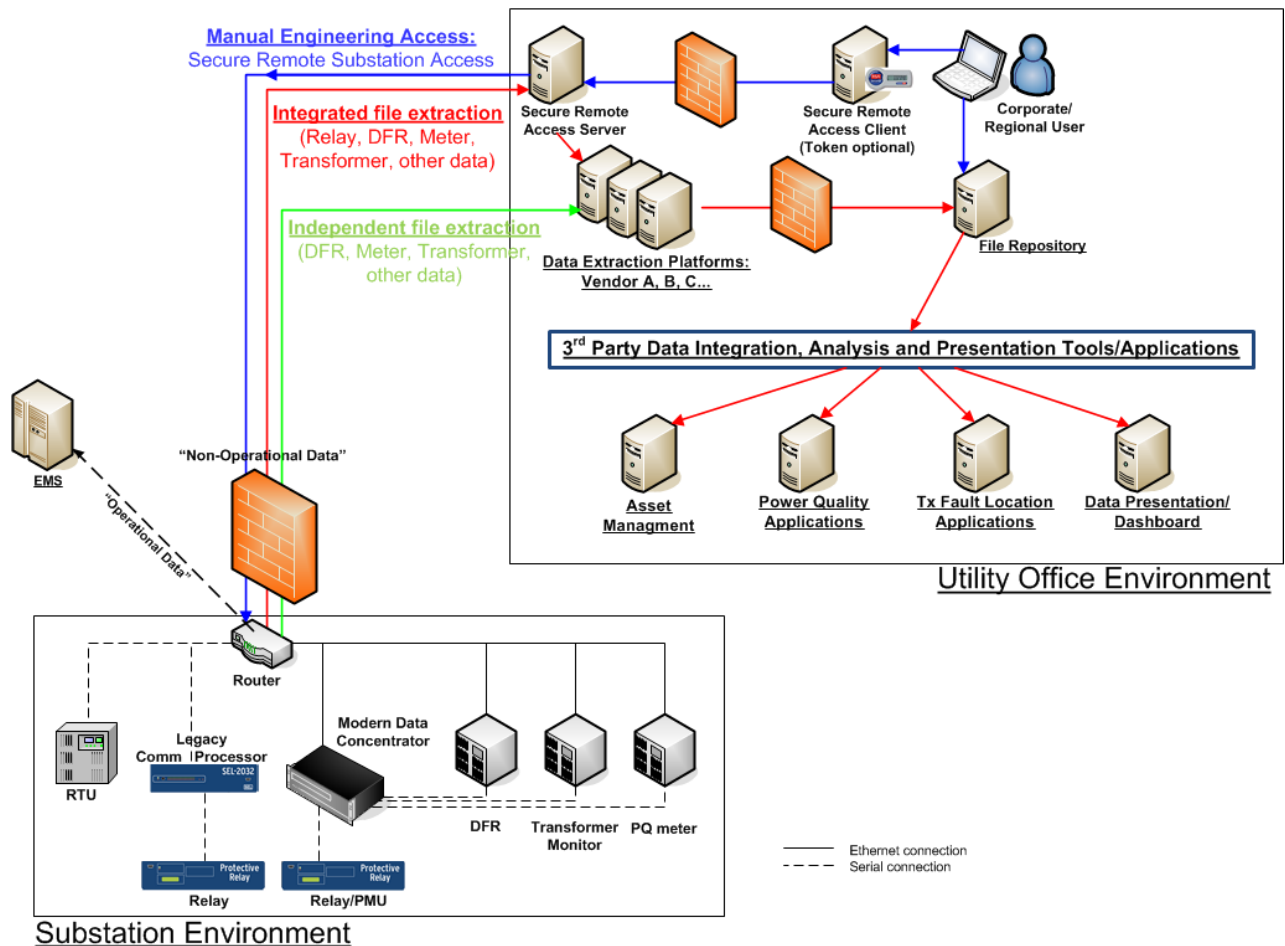 Manual Engineering Access:
Secure Remote Substation Access
Integrated file extraction
(Relay, DFR, Meter,
Transformer, other data)
Independent file extraction
(DFR, Meter, Transformer,
other data)
Secure Remote
Access Server
Secure Remote
Access Client
(Token optional)
Corporate/
Regional User
Data Extraction Platforms:
Vendor A, B, C...
File Repository
3rd Party Data Integration, Analysis and Presentation Tools/Applications
Asset
Managment
Power Quality
Applications
Tx Fault Location
Applications
Data Presentation/
Dashboard
Utility Office Environment
EMS
"Non-Operational Data"
"Operational Data"
Router
RTU
Legacy
Comm Processor
SEL-2032
Modern Data
Concentrator
DFR
Transformer
Monitor
PQ meter
Protective
Relay
Relay
Protective
Relay
Relay/PMU
Ethernet connection
Serial connection
Substation Environment